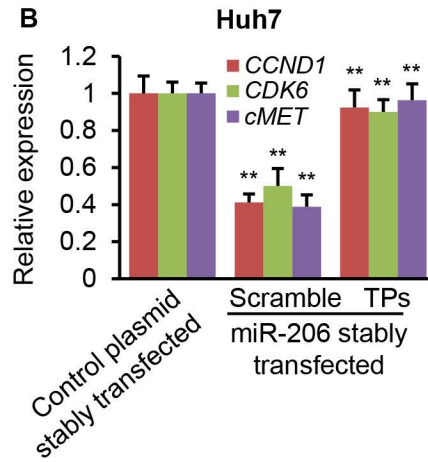 B
Huh7
Relative expression
1.2
1
0.8
0.6
0.4
0.2
0
CCND1
CDK6
cMET
** ** **
** ** **
Control plasmid
stably transfected
Scramble TPs
miR-206 stably
transfected